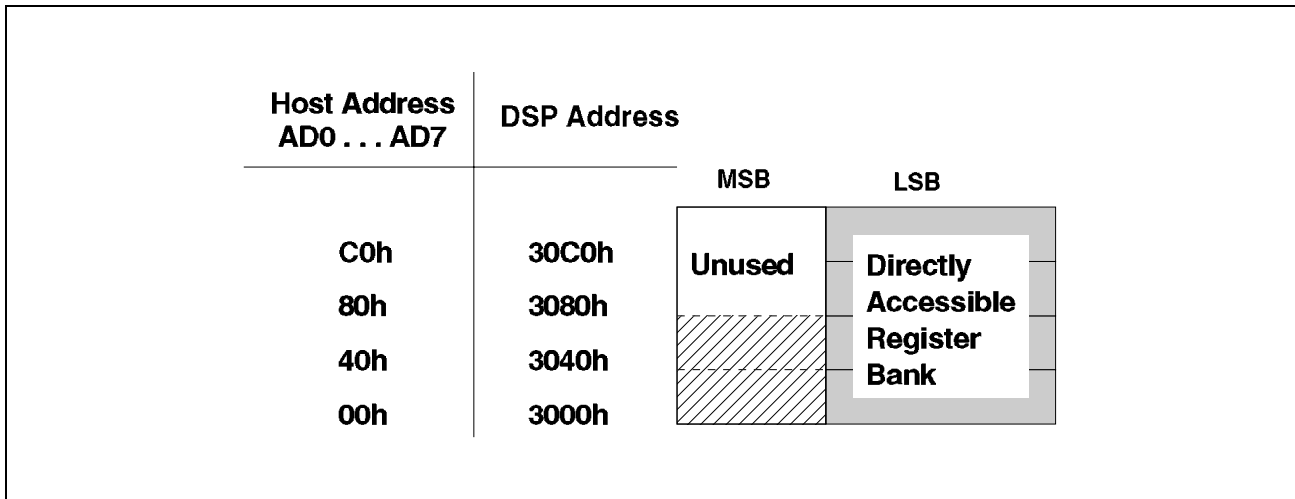 Host Address DSP Address
AD0 . . . AD7
MSB LSB
C0h 30C0h Unused Directly
80h 3080h Accessible
40h 3040h Register
00h 3000h Bank